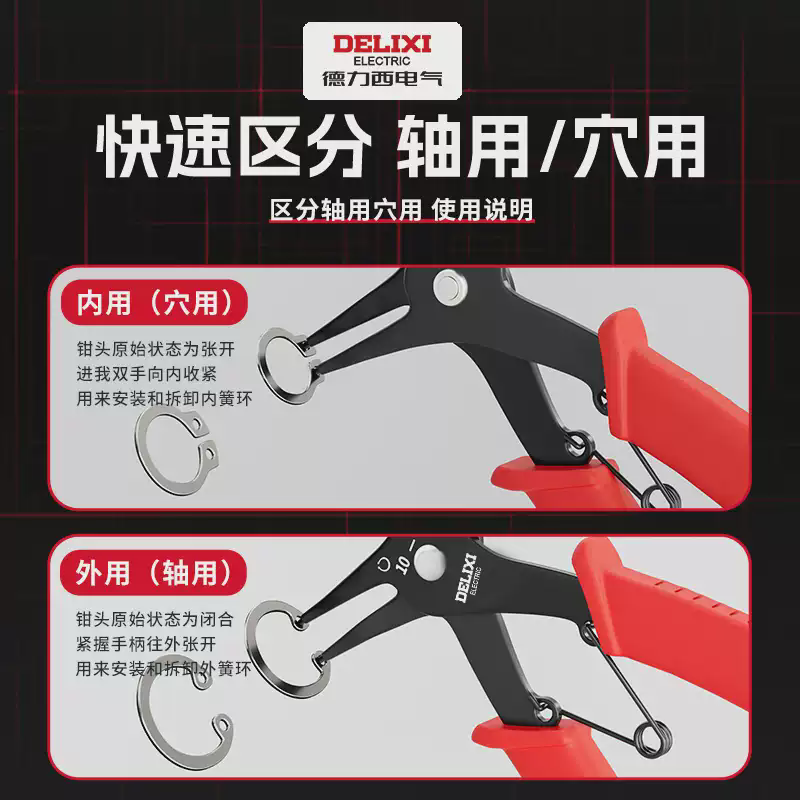 DELIXI
ELECTRIC
德力西电气
快速区分 轴用/穴用
区分轴用穴用 使用说明
内用（穴用）
钳头原始状态为张开
进我双手向内收紧
用来安装和拆卸内簧环
外用（轴用）
钳头原始状态为闭合
紧握手柄往外张开
用来安装和拆卸外簧环
10
DELIXI
ELECTRIC